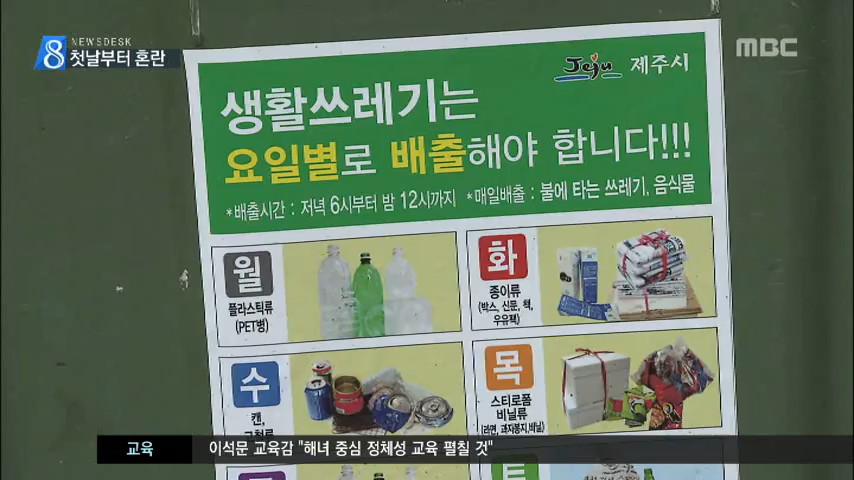 NEWSDESK
8 첫날부터 혼란
MBC
Jeju 제주시
생활쓰레기는
요일별로 배출해야 합니다!!!
*배출시간 : 저녁 6시부터 밤 12시까지 *매일배출 : 불에 타는 쓰레기, 음식물
월
플라스틱류
(PET병)
화
종이류
(박스, 신문, 책,
우유팩)
수
캔,
고철류
목
스티로폼
비닐류
(라면, 과자봉지,비닐)
교육 이석문 교육감 "해녀 중심 정체성 교육 펼칠 것"